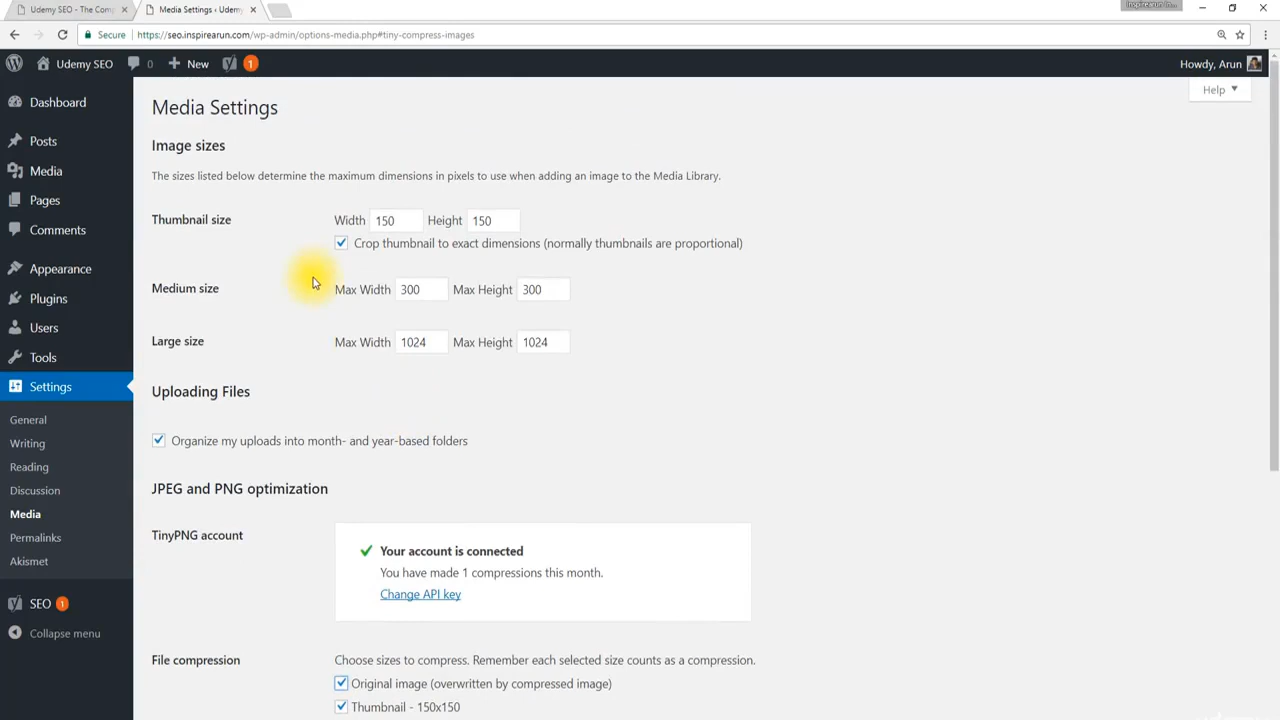 Udemy SEO - The Comp
Media Settings ‹ Udemy
Inspirearun In...
Secure
https://seo.inspirearun.com/wp-admin/options-media.php#tiny-compress-images
Udemy SEO
0
New
1
Howdy, Arun
Help
Dashboard
Posts
Media
Pages
Comments
Appearance
Plugins
Users
Tools
Settings
General
Writing
Reading
Discussion
Media
Permalinks
Akismet
SEO 1
Collapse menu
Media Settings
Image sizes
The sizes listed below determine the maximum dimensions in pixels to use when adding an image to the Media Library.
Thumbnail size
Width 150 Height 150
Crop thumbnail to exact dimensions (normally thumbnails are proportional)
Medium size
Max Width 300 Max Height 300
Large size
Max Width 1024 Max Height 1024
Uploading Files
Organize my uploads into month- and year-based folders
JPEG and PNG optimization
TinyPNG account
Your account is connected
You have made 1 compressions this month.
Change API key
File compression
Choose sizes to compress. Remember each selected size counts as a compression.
Original image (overwritten by compressed image)
Thumbnail - 150x150